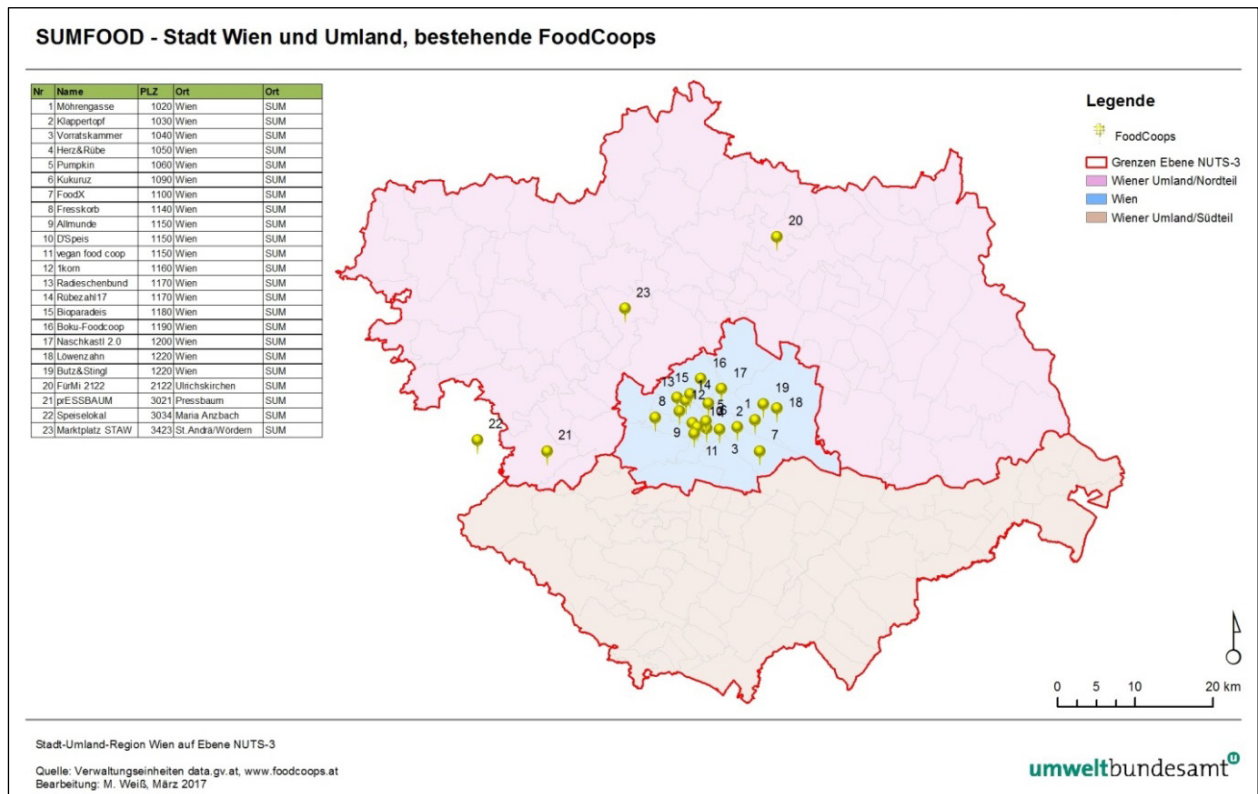 SUMFOOD - Stadt Wien und Umland, bestehende FoodCoops
Nr Name PLZ Ort Ort
1 Möhrengasse 1020 Wien SUM
2 Klappertopf 1030 Wien SUM
3 Vorratskammer 1040 Wien SUM
4 Herz&Rübe 1050 Wien SUM
5 Pumpkin 1060 Wien SUM
6 Kukuruz 1090 Wien SUM
7 FoodX 1100 Wien SUM
8 Fresskorb 1140 Wien SUM
9 Allmunde 1150 Wien SUM
10 D'Speis 1150 Wien SUM
11 vegan food coop 1150 Wien SUM
12 1korn 1160 Wien SUM
13 Radieschenbund 1170 Wien SUM
14 Rübezahl17 1170 Wien SUM
15 Bioparadeis 1180 Wien SUM
16 Boku-Foodcoop 1190 Wien SUM
17 Naschkastl 2.0 1200 Wien SUM
18 Löwenzahn 1220 Wien SUM
19 Butz&Stingl 1220 Wien SUM
20 FürMi 2122 2122 Ulrichskirchen SUM
21 prESSBAUM 3021 Pressbaum SUM
22 Speiselokal 3034 Maria Anzbach SUM
23 Marktplatz STAW 3423 St.Andrä/Wördern SUM
Legende
FoodCoops
Grenzen Ebene NUTS-3
Wiener Umland/Nordteil
Wien
Wiener Umland/Südteil
20
23
16
17
15
14
13
12
19
8
5
1
18
10
2
22
21
9
7
3
11
0 5 10 20 km
Stadt-Umland-Region Wien auf Ebene NUTS-3
Quelle: Verwaltungseinheiten data.gv.at, www.foodcoops.at
Bearbeitung: M. Weiß, März 2017
umweltbundesamt